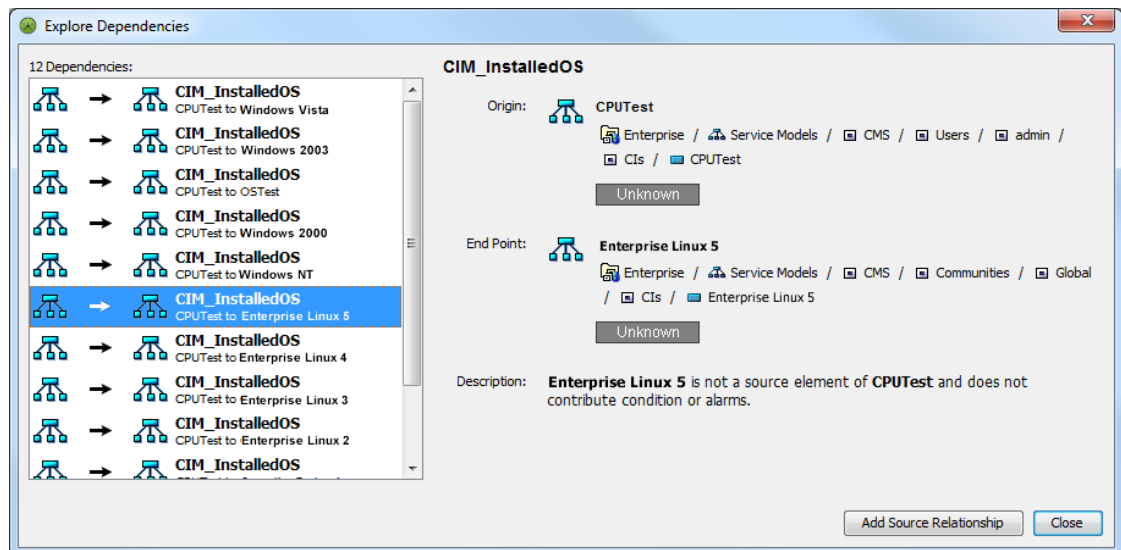 Explore Dependencies
12 Dependencies:
CIM_InstalledOS
CPUTest to Windows Vista
CIM_InstalledOS
CPUTest to Windows 2003
CIM_InstalledOS
CPUTest to OSTest
CIM_InstalledOS
CPUTest to Windows 2000
CIM_InstalledOS
CPUTest to Windows NT
CIM_InstalledOS
CPUTest to Enterprise Linux 5
CIM_InstalledOS
CPUTest to Enterprise Linux 4
CIM_InstalledOS
CPUTest to Enterprise Linux 3
CIM_InstalledOS
CPUTest to Enterprise Linux 2
CIM_InstalledOS
CIM_InstalledOS
Origin: CPUTest
Enterprise / Service Models / CMS / Users / admin /
CIs / CPUTest
Unknown
End Point: Enterprise Linux 5
Enterprise / Service Models / CMS / Communities / Global
/ CIs / Enterprise Linux 5
Unknown
Description: Enterprise Linux 5 is not a source element of CPUTest and does not
contribute condition or alarms.
Add Source Relationship Close